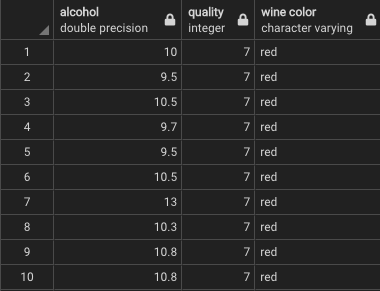 alcohol quality wine color
double precision integer character varying
1 10 7 red
2 9.5 7 red
3 10.5 7 red
4 9.7 7 red
5 9.5 7 red
6 10.5 7 red
7 13 7 red
8 10.3 7 red
9 10.8 7 red
10 10.8 7 red